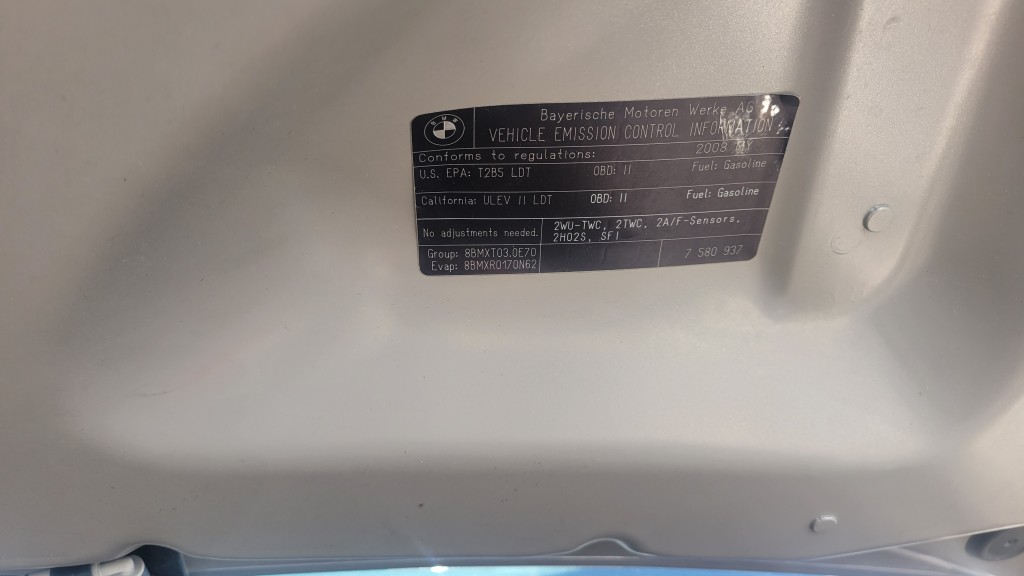 BMW
Bayerische Motoren Werke AG
VEHICLE EMISSION CONTROL INFORMATION
2008 MY
Conforms to regulations:
U.S. EPA: T2B5 LDT OBD: II Fuel: Gasoline
California: ULEV II LDT OBD: II Fuel: Gasoline
No adjustments needed.
2WU-TWC, 2TWC, 2A/F-Sensors,
2HO2S, SFI
Group: 8BMXT03.0E70
Evap: 8BMXR0170N62
7 580 937